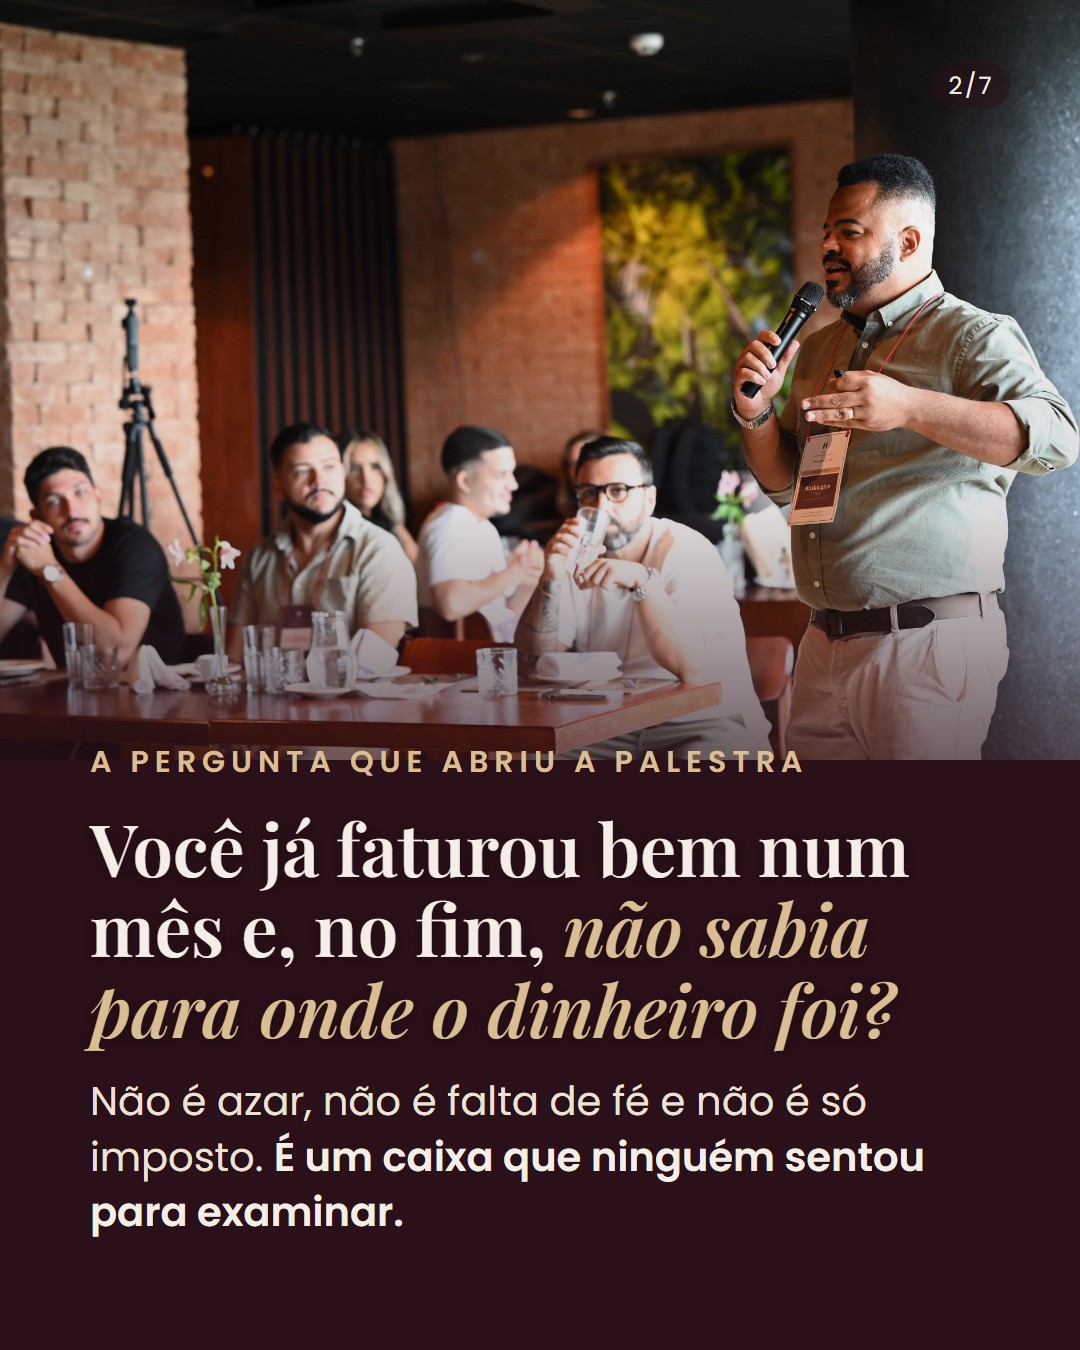 2/7
Washington
A PERGUNTA QUE ABRIU A PALESTRA
Você já faturou bem num
mês e, no fim, não sabia
para onde o dinheiro foi?
Não é azar, não é falta de fé e não é só
imposto. É um caixa que ninguém sentou
para examinar.